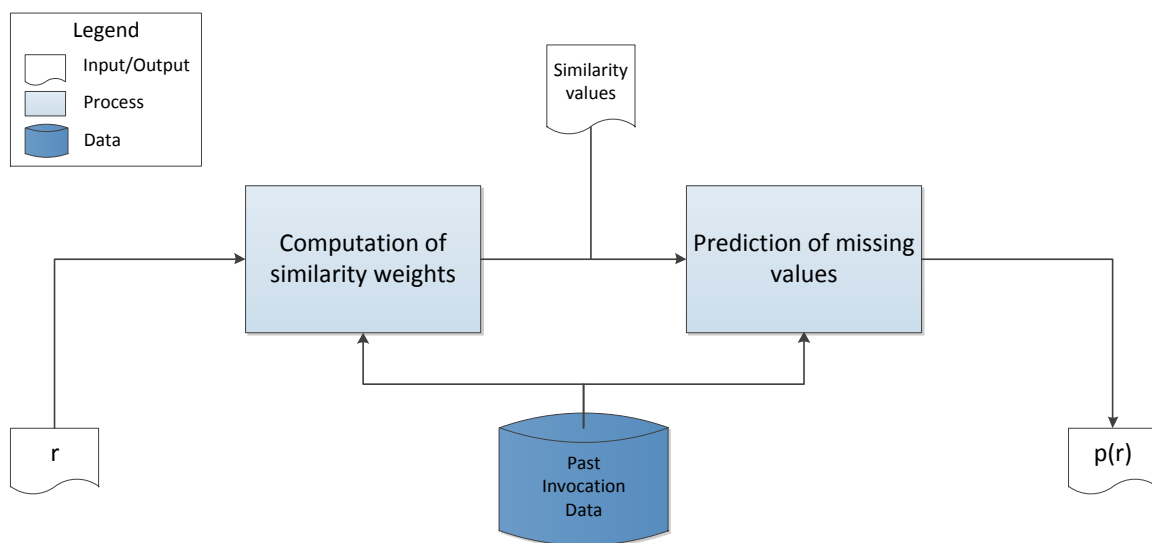 Legend
Input/Output
Process
Data
Similarity
values
Computation of
similarity weights
Prediction of missing
values
r
Past
Invocation
Data
p(r)